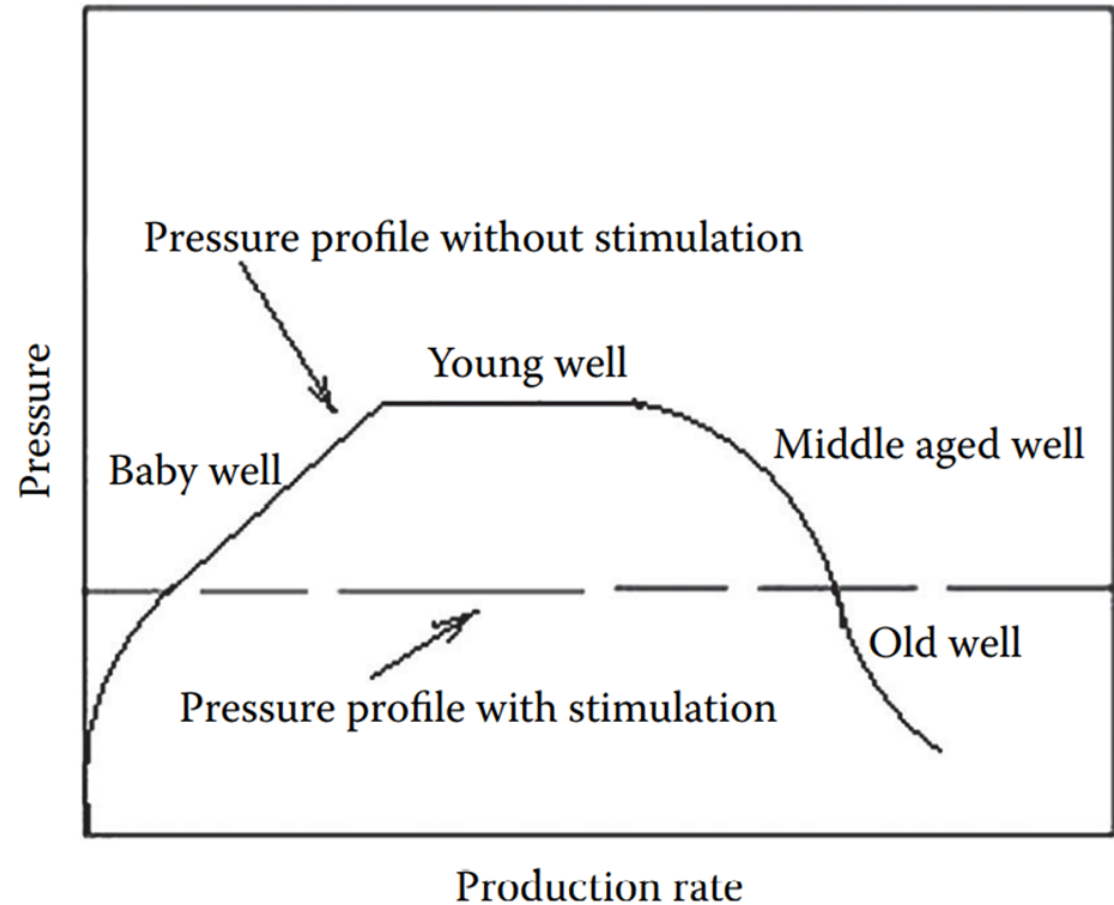 Pressure profile without stimulation
Young well
Middle aged well
Baby well
Pressure
Old well
Pressure profile with stimulation
Production rate